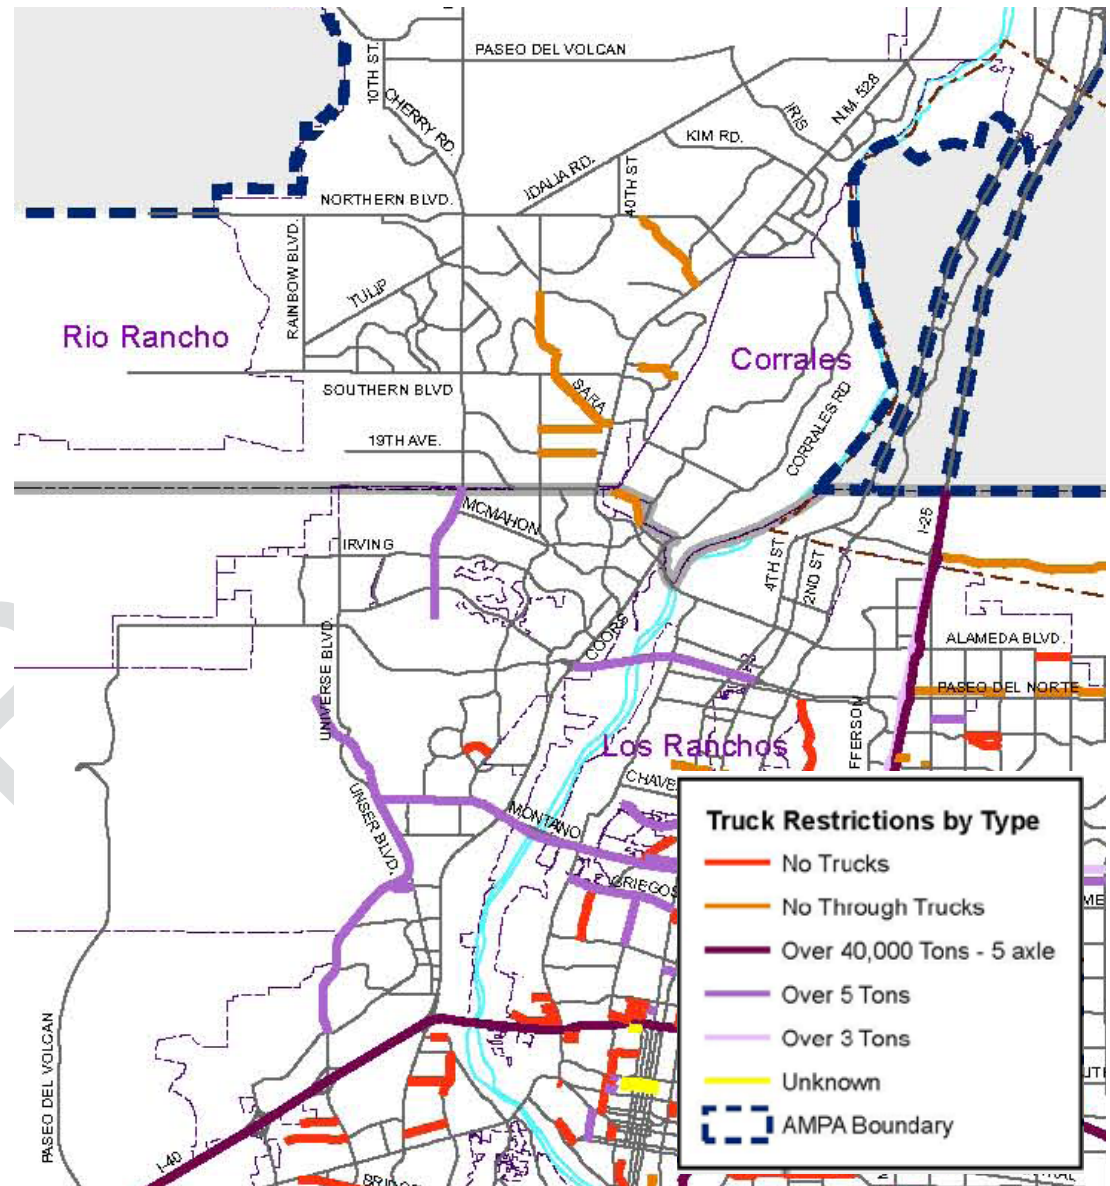 PASEO DEL VOLCAN
10TH ST.
CHERRY RD.
IRIS
N.M. 528
KIM RD.
IDALIA RD.
40TH ST
NORTHERN BLVD.
RAINBOW BLVD.
TULIP
Rio Rancho
Corrales
SOUTHERN BLVD
SARA
CORRALES RD
19TH AVE.
MCMAHON
I-25
IRVING
4TH ST
2ND ST
COORS
ALAMEDA BLVD.
UNIVERSE BLVD.
PASEO DEL NORTE
FFERSON
Los Ranchos
CHAVE
UNSER BLVD.
MONTANO
GRIEGOS
Truck Restrictions by Type
No Trucks
No Through Trucks
Over 40,000 Tons - 5 axle
Over 5 Tons
Over 3 Tons
Unknown
AMPA Boundary
ME
PASEO DEL VOLCAN
I-40